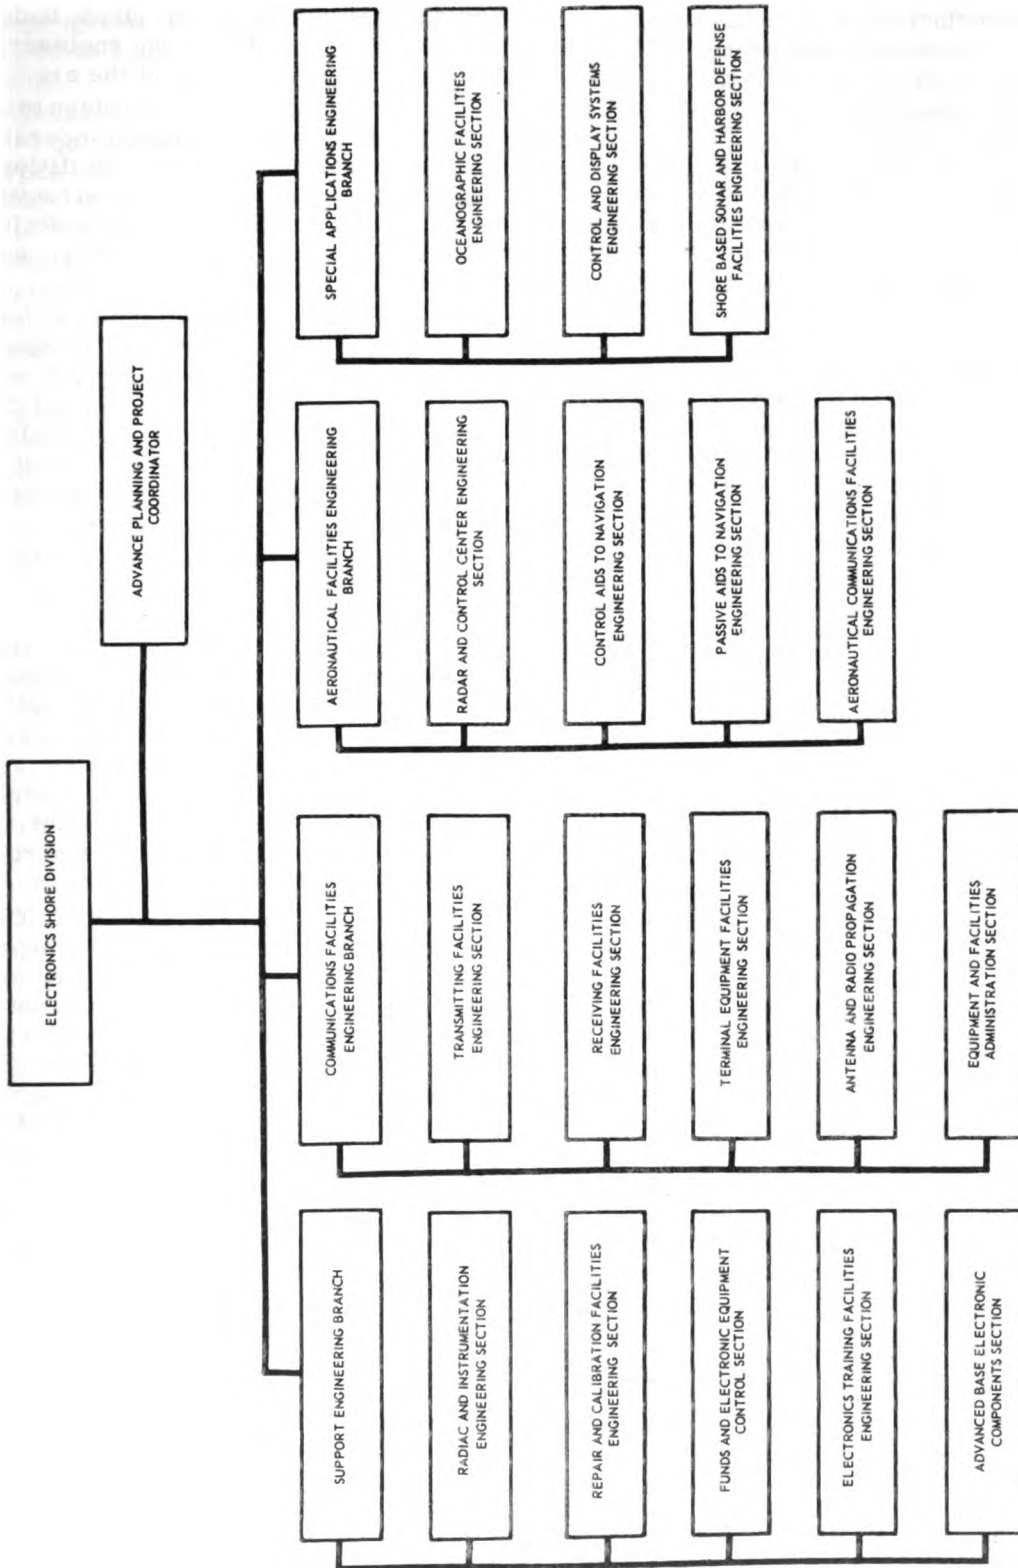 ELECTRONICS SHORE DIVISION
ADVANCE PLANNING AND PROJECT
COORDINATOR
SUPPORT ENGINEERING BRANCH
RADIAC AND INSTRUMENTATION
ENGINEERING SECTION
REPAIR AND CALIBRATION FACILITIES
ENGINEERING SECTION
FUNDS AND ELECTRONIC EQUIPMENT
CONTROL SECTION
ELECTRONICS TRAINING FACILITIES
ENGINEERING SECTION
ADVANCED BASE ELECTRONIC
COMPONENTS SECTION
COMMUNICATIONS FACILITIES
ENGINEERING BRANCH
TRANSMITTING FACILITIES
ENGINEERING SECTION
RECEIVING FACILITIES
ENGINEERING SECTION
TERMINAL EQUIPMENT FACILITIES
ENGINEERING SECTION
ANTENNA AND RADIO PROPAGATION
ENGINEERING SECTION
EQUIPMENT AND FACILITIES
ADMINISTRATION SECTION
AERONAUTICAL FACILITIES ENGINEERING
BRANCH
RADAR AND CONTROL CENTER ENGINEERING
SECTION
CONTROL AIDS TO NAVIGATION
ENGINEERING SECTION
PASSIVE AIDS TO NAVIGATION
ENGINEERING SECTION
AERONAUTICAL COMMUNICATIONS FACILITIES
ENGINEERING SECTION
SPECIAL APPLICATIONS ENGINEERING
BRANCH
OCEANOGRAPHIC FACILITIES
ENGINEERING SECTION
CONTROL AND DISPLAY SYSTEMS
ENGINEERING SECTION
SHORE BASED SONAR AND HARBOR DEFENSE
FACILITIES ENGINEERING SECTION